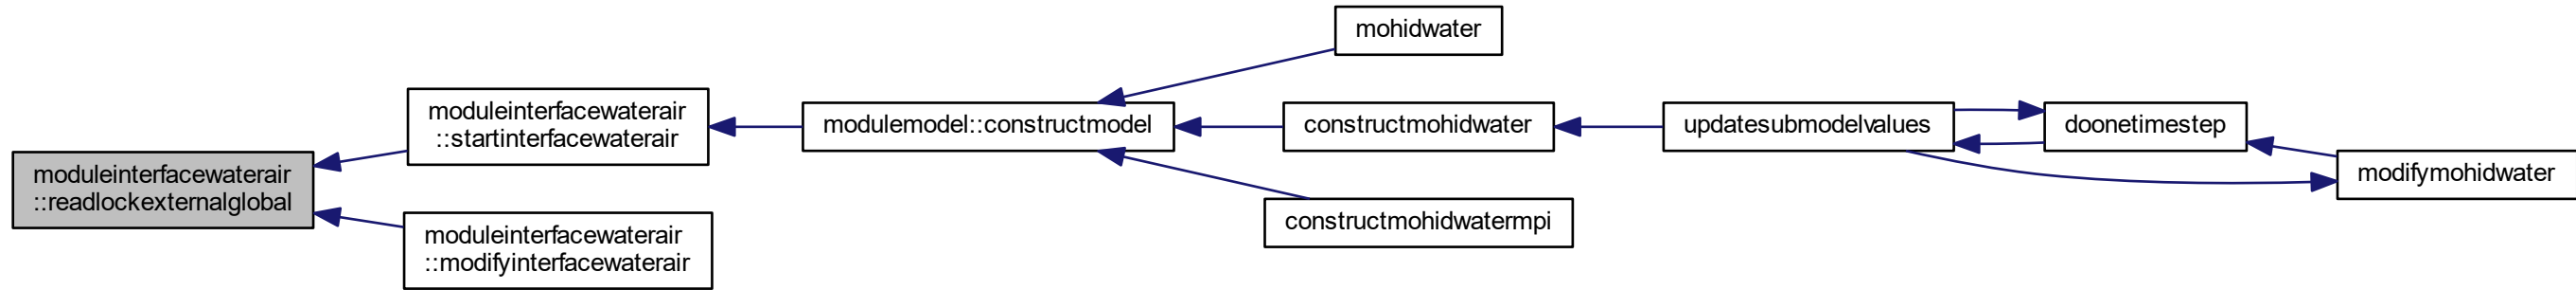 moduleinterfacewaterair
::readlockexternalglobal
moduleinterfacewaterair
::startinterfacewaterair
moduleinterfacewaterair
::modifyinterfacewaterair
modulemodel::constructmodel
mohidwater
constructmohidwater
constructmohidwatermpi
updatesubmodelvalues
doonetimestep
modifymohidwater